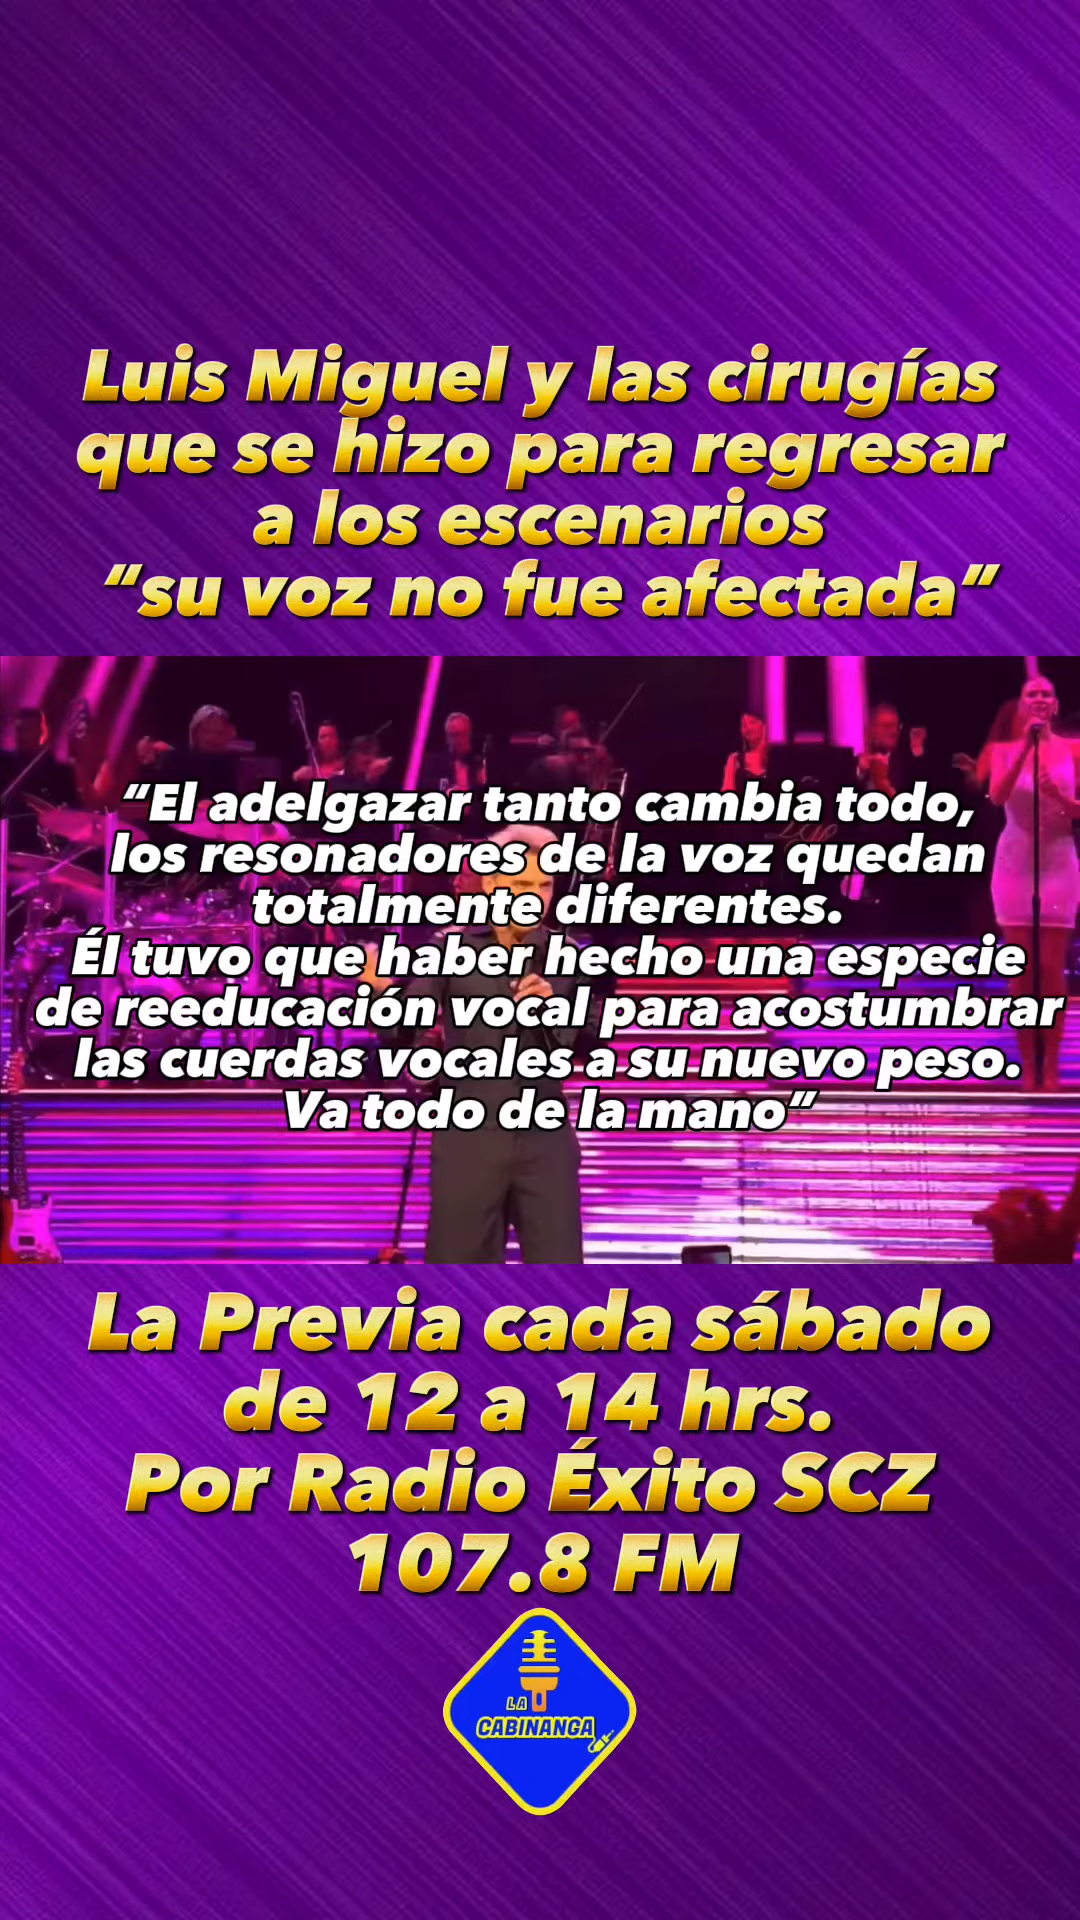 Luis Miguel y las cirugías
que se hizo para regresar
a los escenarios
“su voz no fue afectada”
“El adelgazar tanto cambia todo,
los resonadores de la voz quedan
totalmente diferentes.
Él tuvo que haber hecho una especie
de reeducación vocal para acostumbrar
las cuerdas vocales a su nuevo peso.
Va todo de la mano”
La Previa cada sábado
de 12 a 14 hrs.
Por Radio Éxito SCZ
107.8 FM
LA
CABINANGA